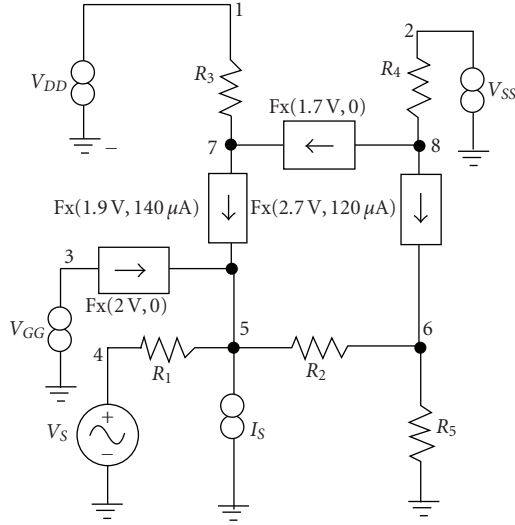 1
2
V_DD
R_3
R_4
V_SS
Fx(1.7 V, 0)
7
8
Fx(1.9 V, 140 μA)
Fx(2.7 V, 120 μA)
3
Fx(2 V, 0)
V_GG
4
5
6
R_1
R_2
V_S
+
−
I_S
R_5